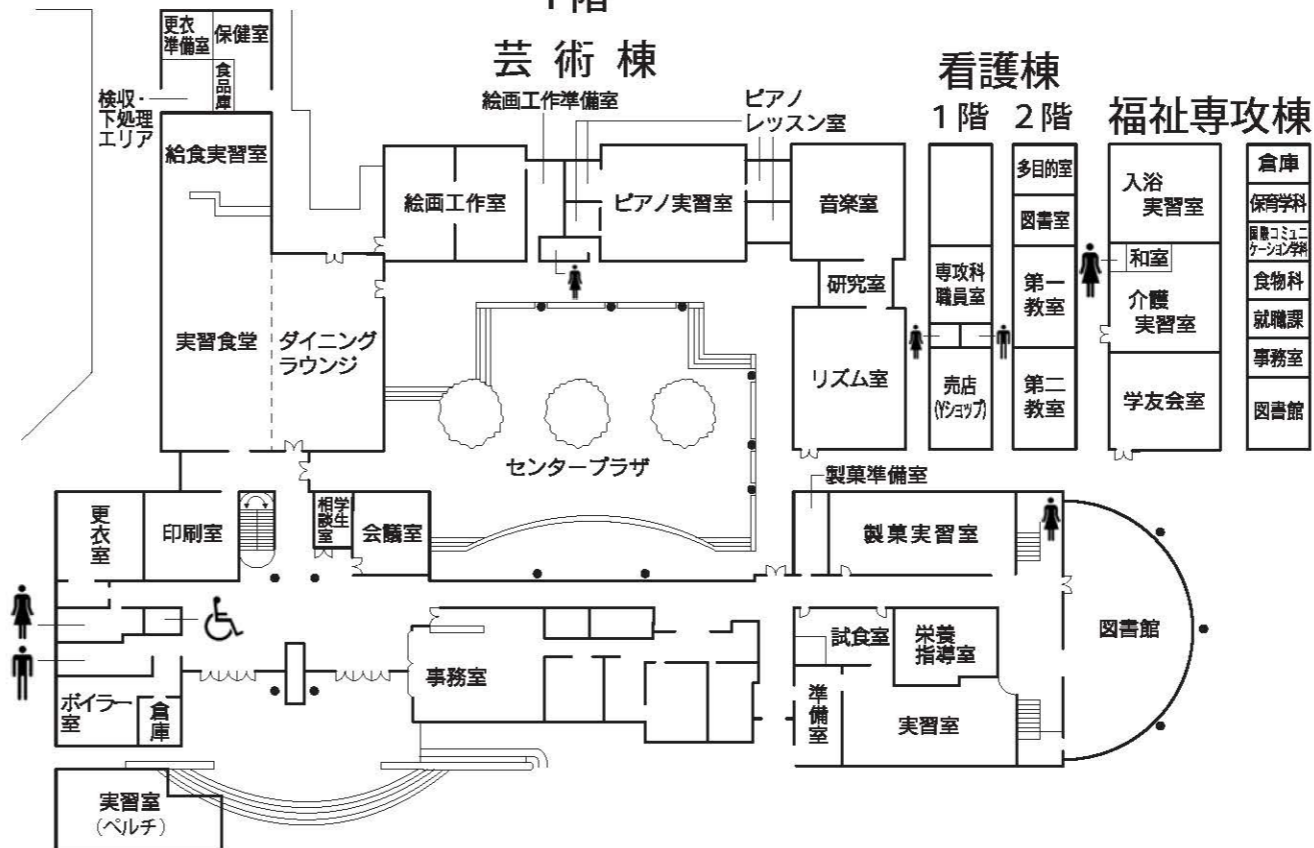 1階
更衣
準備室
保健室
食品庫
検収・
下処理
エリア
給食実習室
実習食堂
ダイニング
ラウンジ
芸術棟
絵画工作準備室
ピアノ
レッスン室
絵画工作室
ピアノ実習室
音楽室
研究室
リズム室
センタープラザ
看護棟
1階
2階
専攻科
職員室
売店
(Yショップ)
多目的室
図書室
第一
教室
第二
教室
福祉専攻棟
入浴
実習室
和室
介護
実習室
学友会室
倉庫
保育学科
国際コミュニ
ケーション学科
食物科
就職課
事務室
図書館
更衣室
印刷室
学生
相談室
会議室
製菓準備室
製菓実習室
図書館
試食室
栄養
指導室
準備室
実習室
事務室
ボイラー
室
倉庫
実習室
(ペルチ)